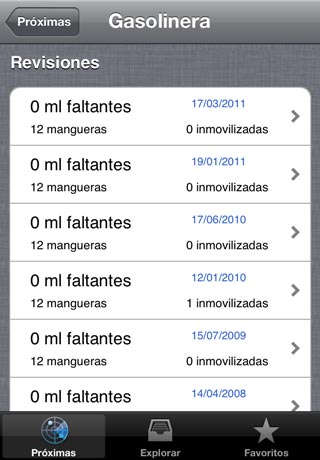 Próximas
Gasolinera
Revisiones
0 ml faltantes 17/03/2011
12 mangueras 0 inmovilizadas
0 ml faltantes 19/01/2011
12 mangueras 0 inmovilizadas
0 ml faltantes 17/06/2010
12 mangueras 0 inmovilizadas
0 ml faltantes 12/01/2010
12 mangueras 1 inmovilizadas
0 ml faltantes 15/07/2009
12 mangueras 0 inmovilizadas
0 ml faltantes 14/04/2008
Próximas Explorar Favoritos